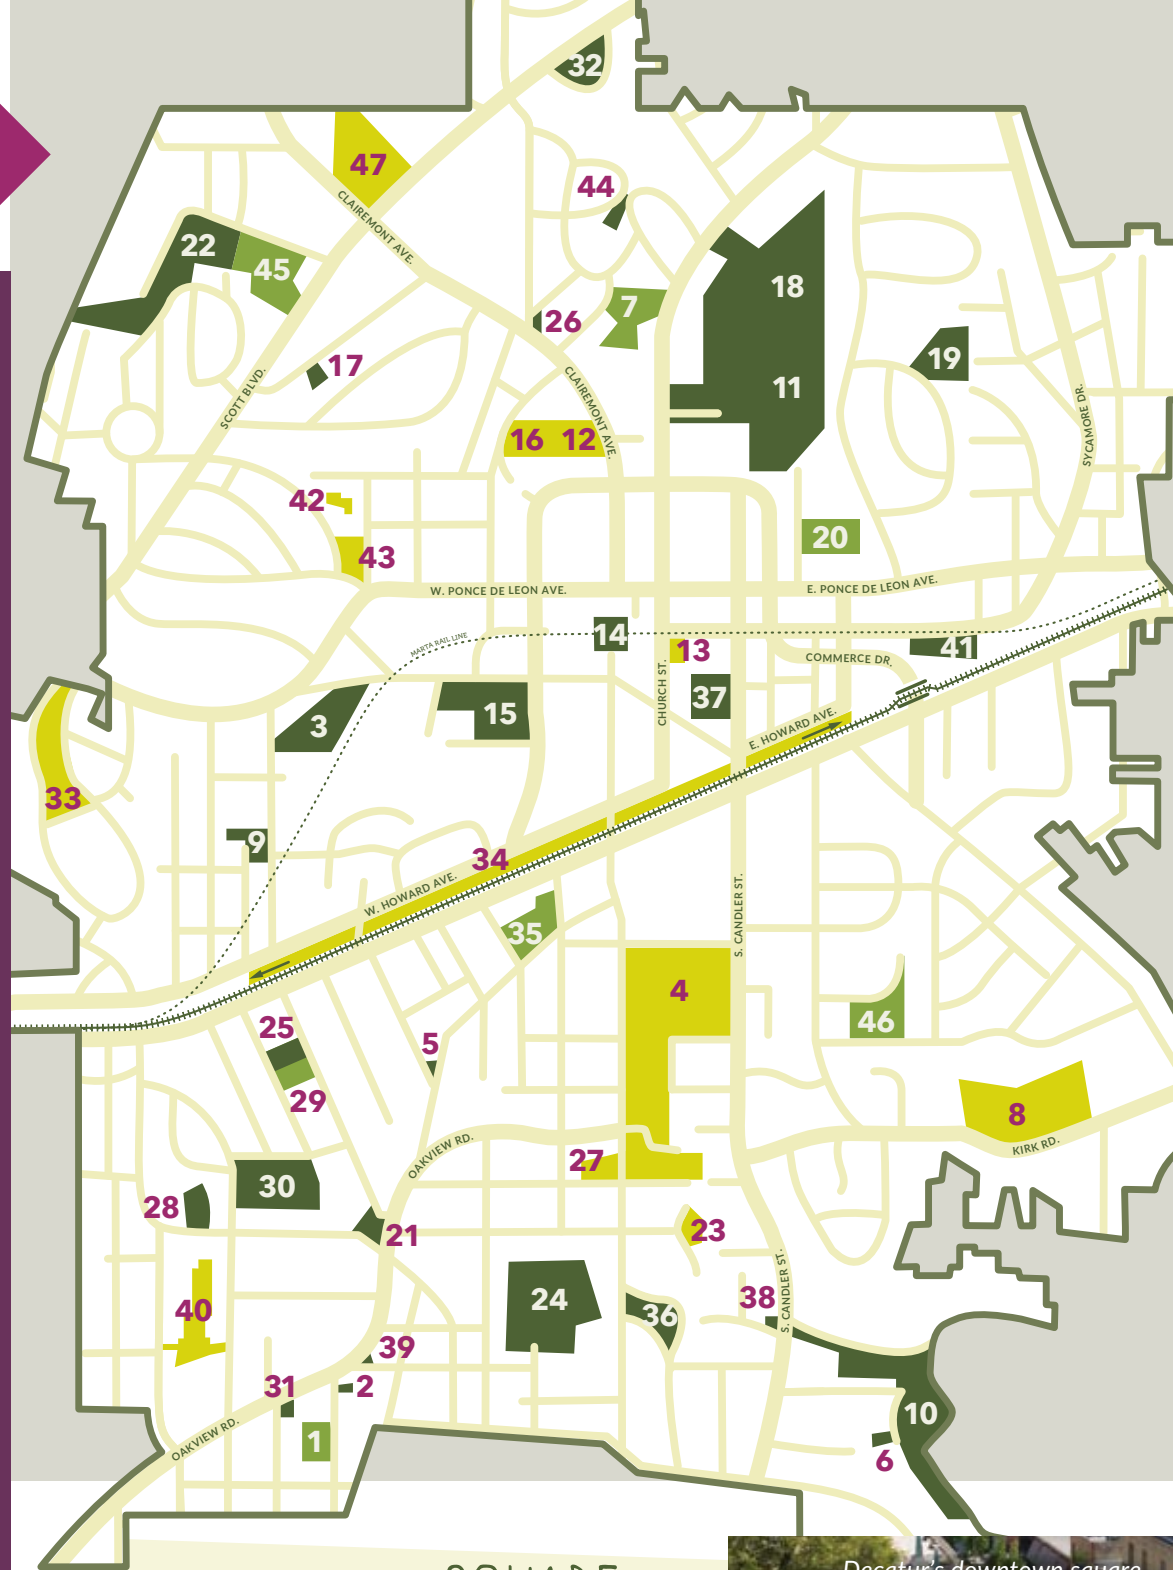 32
47
CLAIREMONT AVE.
44
22
45
18
7
26
17
19
11
SCOTT BLVD.
CLAIREMONT AVE.
SYCAMORE DR.
16 12
42
43
20
W. PONCE DE LEON AVE.
E. PONCE DE LEON AVE.
MARTA RAIL LINE
14
13
41
COMMERCE DR.
CHURCH ST.
37
15
3
E. HOWARD AVE.
33
9
34
W. HOWARD AVE.
35
S. CANDLER ST.
4
46
25
5
29
8
KIRK RD.
OAKVIEW RD.
27
30
28
21
23
24
38
S. CANDLER ST.
36
40
39
31
2
10
1
OAKVIEW RD.
6
Decatur's downtown square